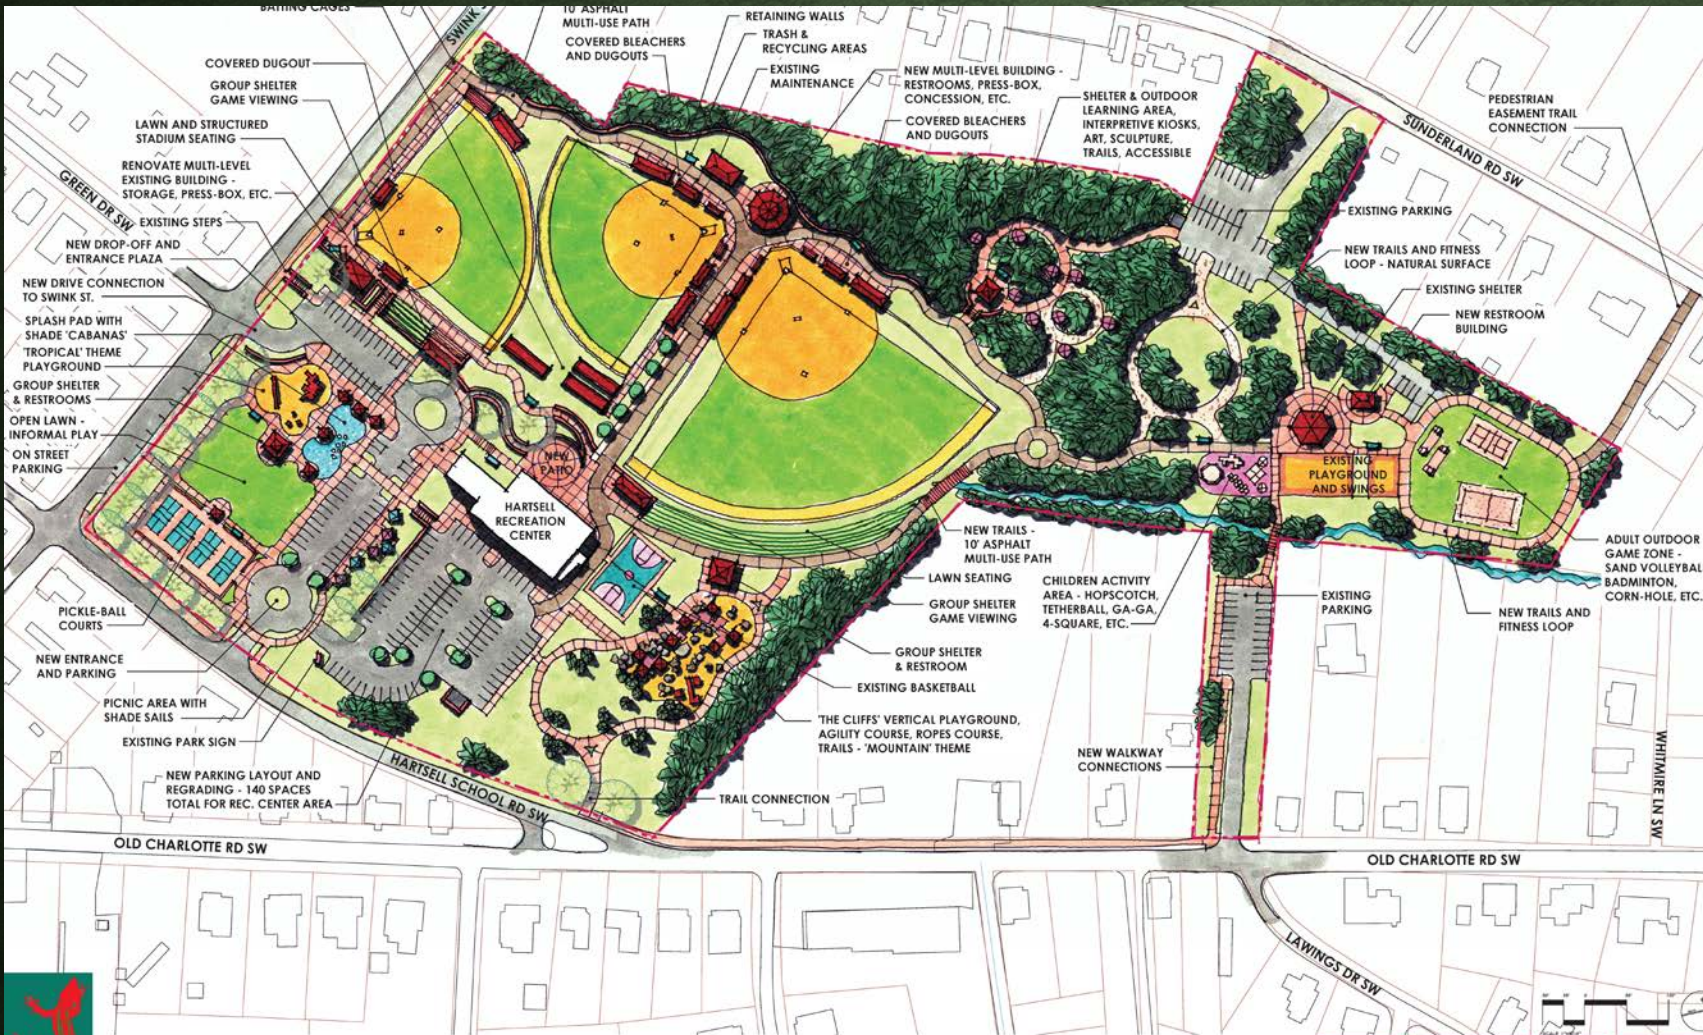 BATTING CAGES
10' ASPHALT
MULTI-USE PATH
COVERED BLEACHERS
AND DUGOUTS
RETAINING WALLS
TRASH &
RECYCLING AREAS
EXISTING
MAINTENANCE
NEW MULTI-LEVEL BUILDING -
RESTROOMS, PRESS-BOX,
CONCESSION, ETC.
COVERED BLEACHERS
AND DUGOUTS
SHELTER & OUTDOOR
LEARNING AREA,
INTERPRETIVE KIOSKS,
ART, SCULPTURE,
TRAILS, ACCESSIBLE
PEDESTRIAN
EASEMENT TRAIL
CONNECTION
SUNDERLAND RD SW
SWINK
GREEN DR SW
COVERED DUGOUT
GROUP SHELTER
GAME VIEWING
LAWN AND STRUCTURED
STADIUM SEATING
RENOVATE MULTI-LEVEL
EXISTING BUILDING -
STORAGE, PRESS-BOX, ETC.
EXISTING STEPS
NEW DROP-OFF AND
ENTRANCE PLAZA
NEW DRIVE CONNECTION
TO SWINK ST.
SPLASH PAD WITH
SHADE 'CABANAS'
'TROPICAL' THEME
PLAYGROUND
GROUP SHELTER
& RESTROOMS
OPEN LAWN -
INFORMAL PLAY
ON STREET
PARKING
EXISTING PARKING
NEW TRAILS AND FITNESS
LOOP - NATURAL SURFACE
EXISTING SHELTER
NEW RESTROOM
BUILDING
NEW
PATIO
HARTSELL
RECREATION
CENTER
EXISTING
PLAYGROUND
AND SWINGS
NEW TRAILS -
10' ASPHALT
MULTI-USE PATH
LAWN SEATING
GROUP SHELTER
GAME VIEWING
GROUP SHELTER
& RESTROOM
EXISTING BASKETBALL
'THE CLIFFS' VERTICAL PLAYGROUND,
AGILITY COURSE, ROPES COURSE,
TRAILS - 'MOUNTAIN' THEME
TRAIL CONNECTION
CHILDREN ACTIVITY
AREA - HOPSCOTCH,
TETHERBALL, GA-GA,
4-SQUARE, ETC.
EXISTING
PARKING
NEW TRAILS AND
FITNESS LOOP
ADULT OUTDOOR
GAME ZONE -
SAND VOLLEYBAL
BADMINTON,
CORN-HOLE, ETC.
NEW WALKWAY
CONNECTIONS
WHITMIRE LN SW
PICKLE-BALL
COURTS
NEW ENTRANCE
AND PARKING
PICNIC AREA WITH
SHADE SAILS
EXISTING PARK SIGN
NEW PARKING LAYOUT AND
REGRADING - 140 SPACES
TOTAL FOR REC. CENTER AREA
HARTSELL SCHOOL RD SW
OLD CHARLOTTE RD SW
OLD CHARLOTTE RD SW
LAWINGS DR SW